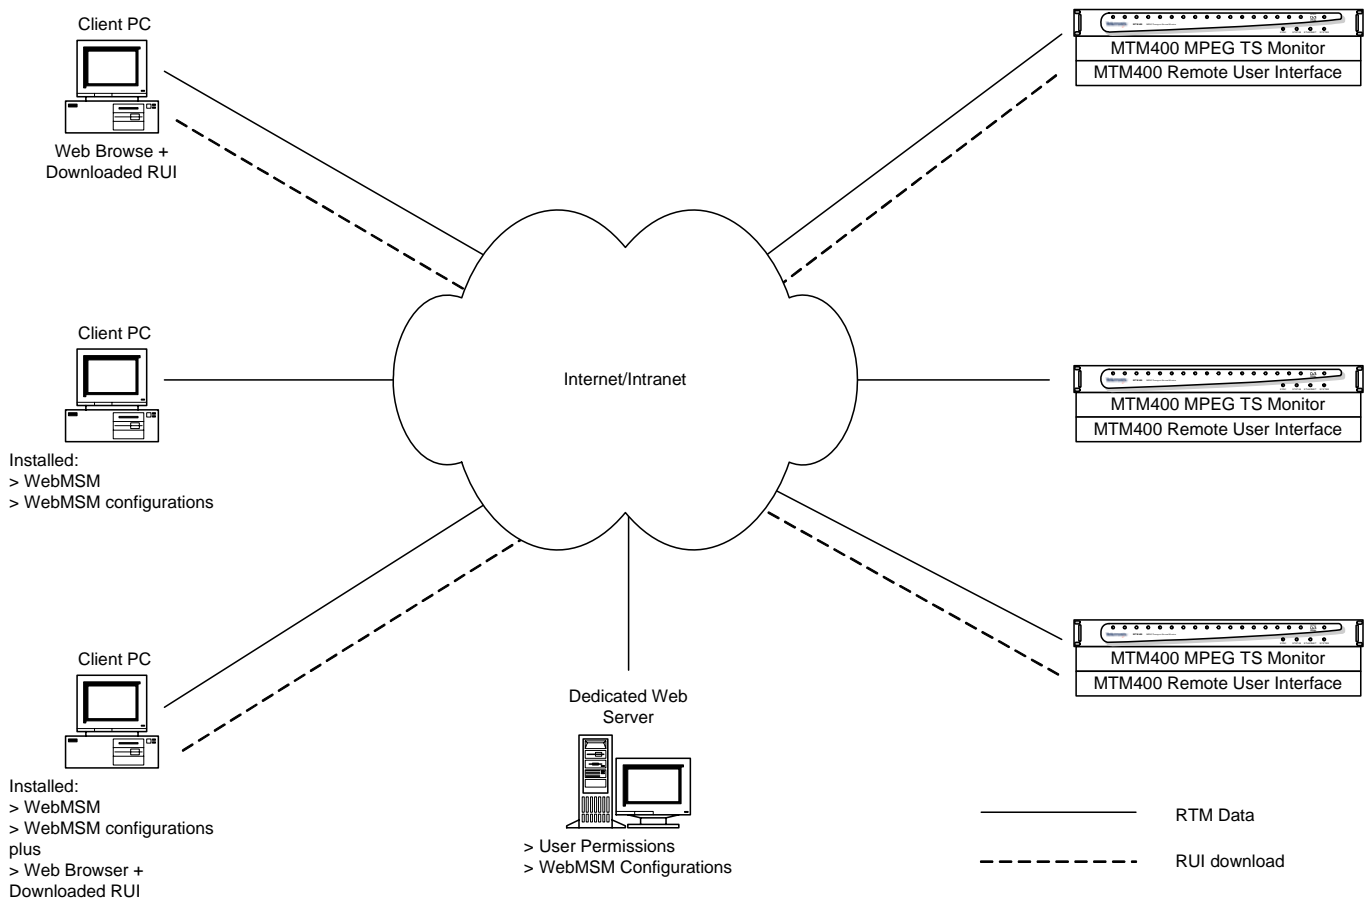 Client PC
Web Browse +
Downloaded RUI
MTM400 MPEG TS Monitor
MTM400 Remote User Interface
Client PC
Installed:
> WebMSM
> WebMSM configurations
Internet/Intranet
MTM400 MPEG TS Monitor
MTM400 Remote User Interface
Client PC
Installed:
> WebMSM
> WebMSM configurations
plus
> Web Browser +
Downloaded RUI
Dedicated Web
Server
> User Permissions
> WebMSM Configurations
MTM400 MPEG TS Monitor
MTM400 Remote User Interface
RTM Data
RUI download